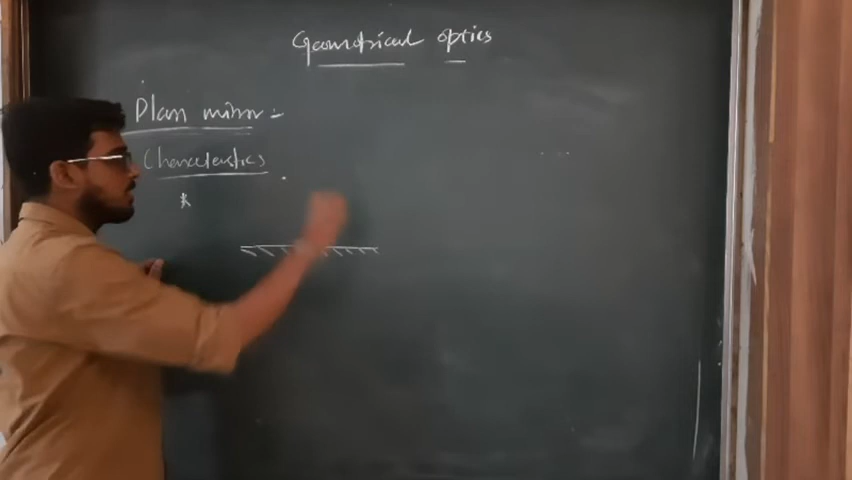 Geometrical optics
Plan mirror :-
Characteristics
*